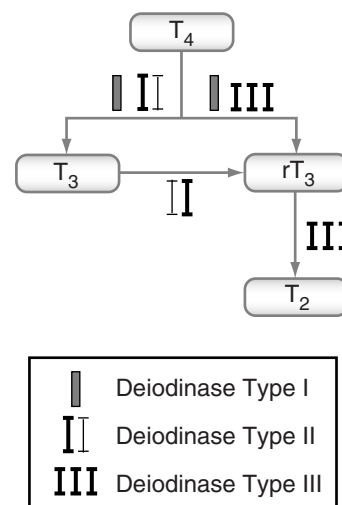 T4
T3
rT3
T2
Deiodinase Type I
Deiodinase Type II
Deiodinase Type III